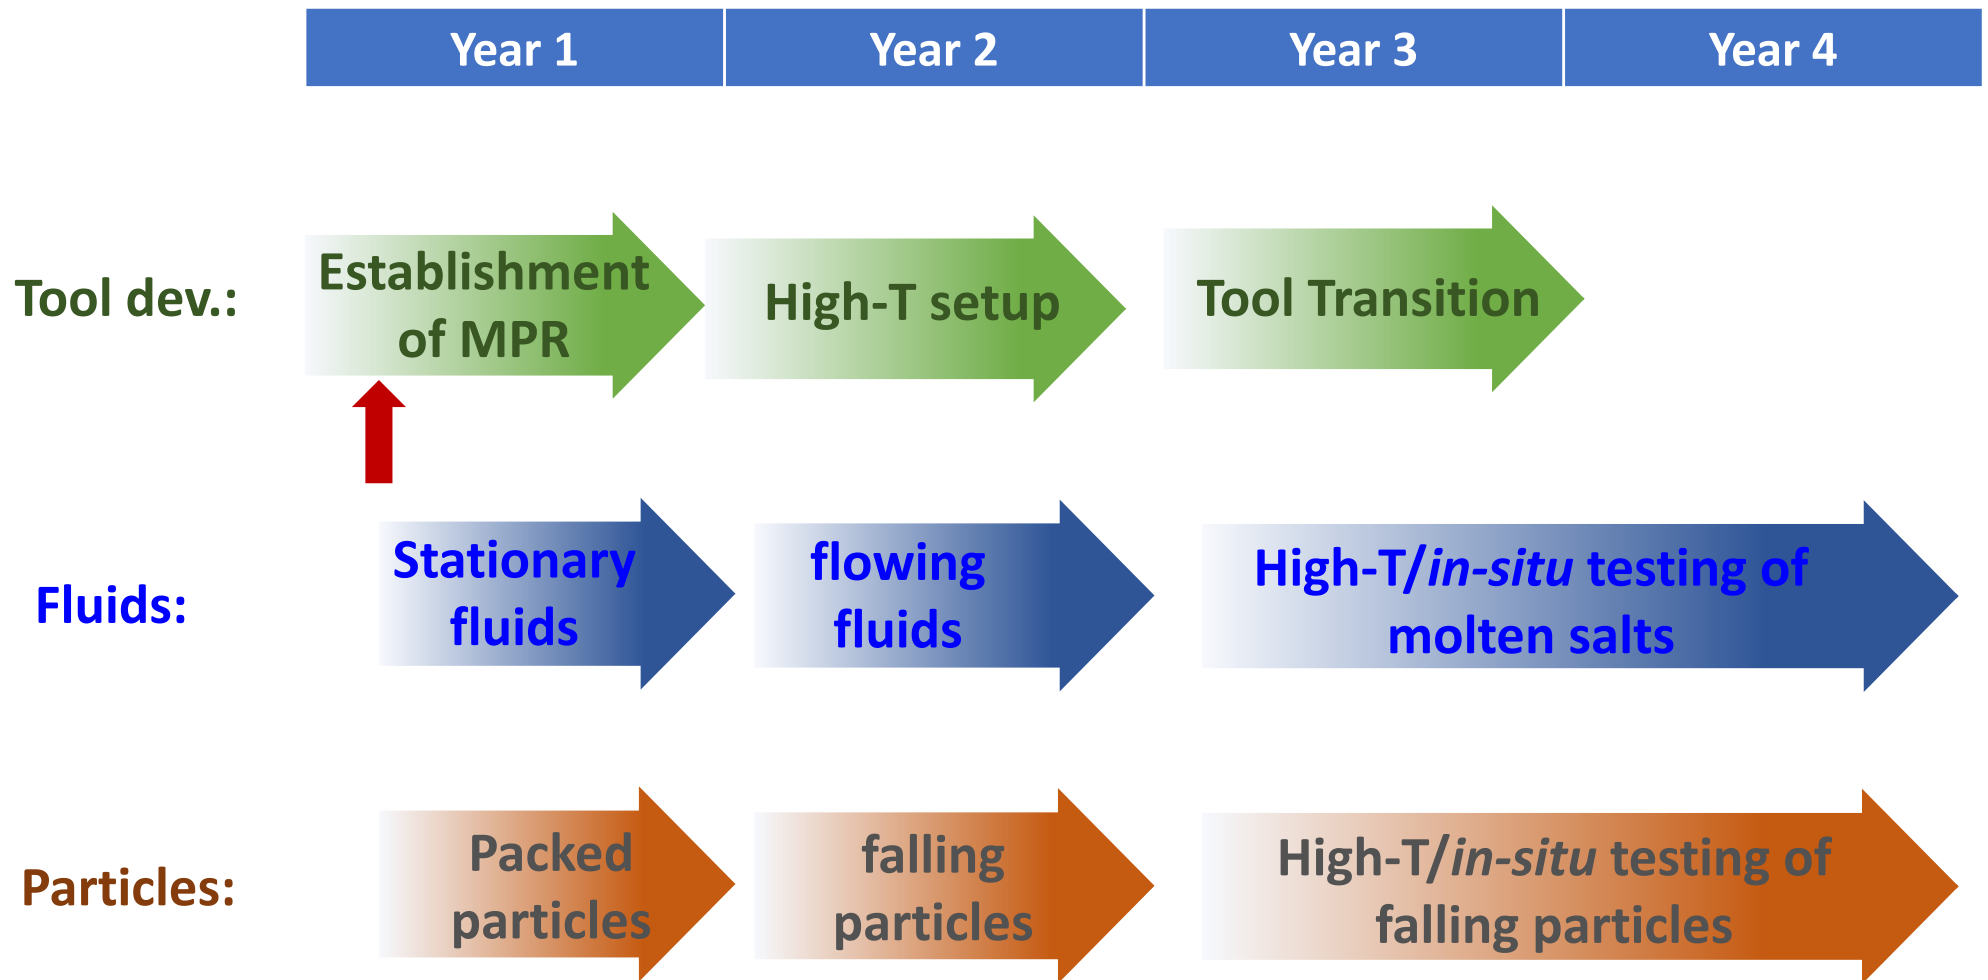 Year 1 Year 2 Year 3 Year 4
Tool dev.:
Establishment
of MPR
High-T setup
Tool Transition
Fluids:
Stationary
fluids
flowing
fluids
High-T/in-situ testing of
molten salts
Particles:
Packed
particles
falling
particles
High-T/in-situ testing of
falling particles